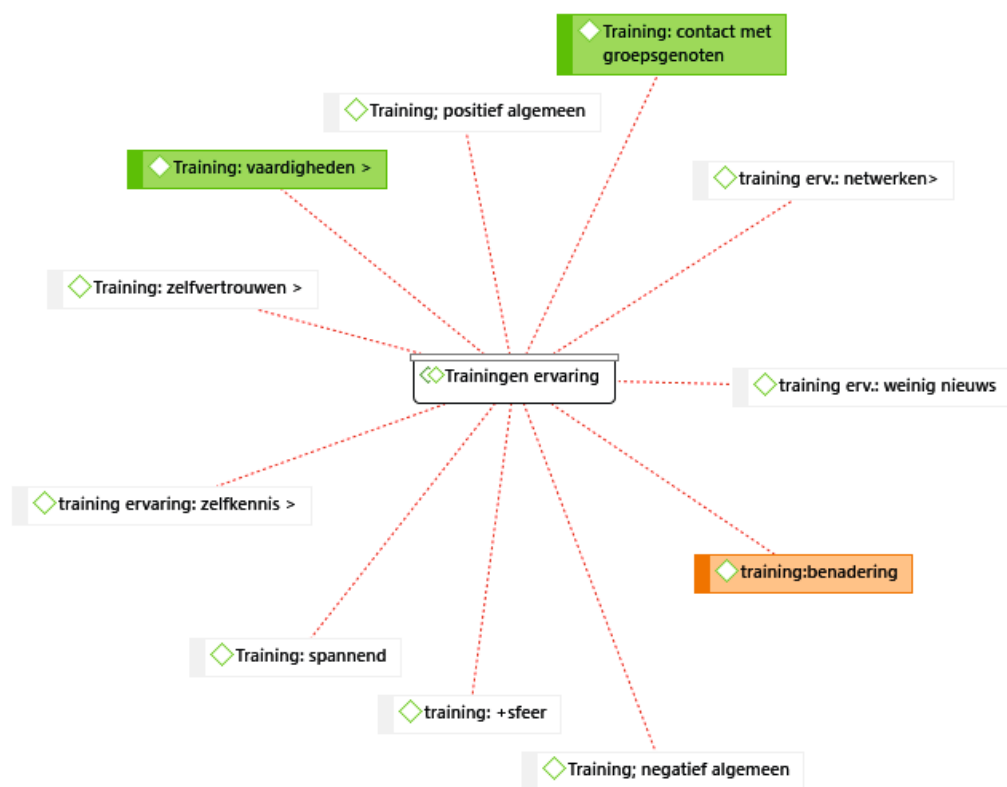 Training: contact met
groepsgenoten
Training; positief algemeen
Training: vaardigheden >
training erv.: netwerken>
Training: zelfvertrouwen >
Trainingen ervaring
training erv.: weinig nieuws
training ervaring: zelfkennis >
training:benadering
Training: spannend
training: +sfeer
Training; negatief algemeen